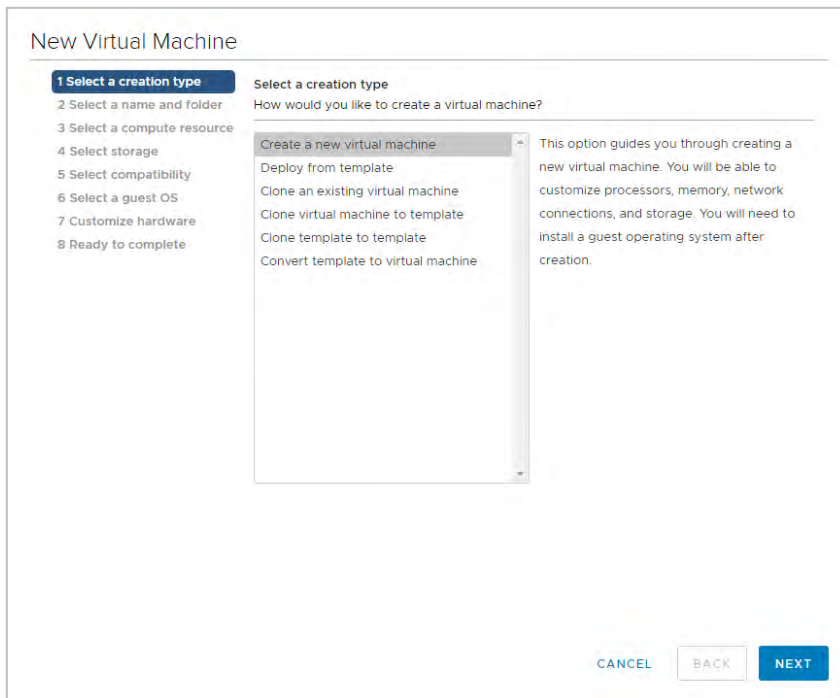 New Virtual Machine
1 Select a creation type
2 Select a name and folder
3 Select a compute resource
4 Select storage
5 Select compatibility
6 Select a guest OS
7 Customize hardware
8 Ready to complete
Select a creation type
How would you like to create a virtual machine?
Create a new virtual machine
Deploy from template
Clone an existing virtual machine
Clone virtual machine to template
Clone template to template
Convert template to virtual machine
This option guides you through creating a
new virtual machine. You will be able to
customize processors, memory, network
connections, and storage. You will need to
install a guest operating system after
creation.
CANCEL
BACK
NEXT